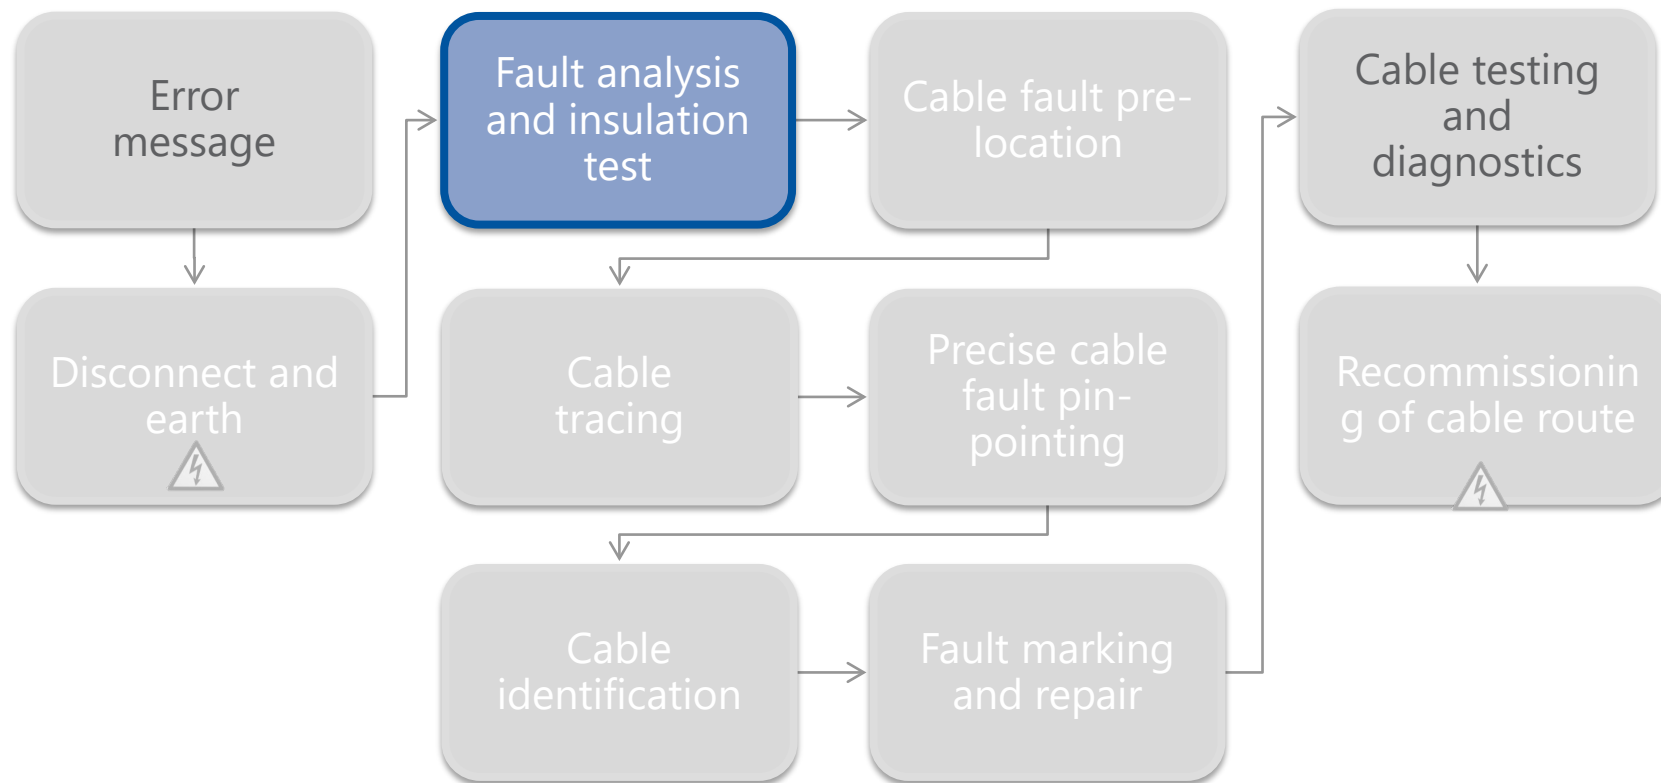 Error
message
Disconnect and
earth
Fault analysis
and insulation
test
Cable fault pre-
location
Cable
tracing
Precise cable
fault pin-
pointing
Cable
identification
Fault marking
and repair
Cable testing
and
diagnostics
Recommissionin
g of cable route